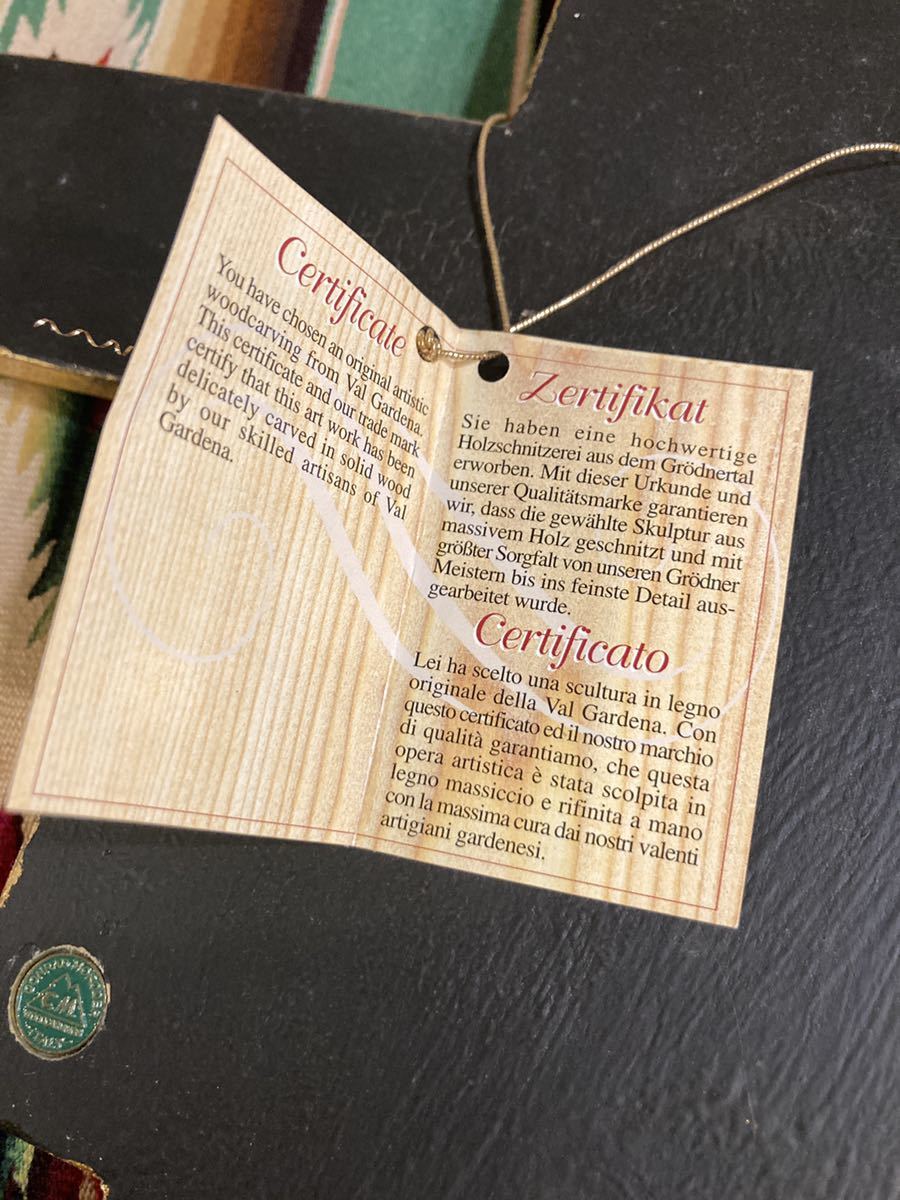 Certificate
You have chosen an original artistic
woodcarving from Val Gardena.
This certificate and our trade mark
certify that this art work has been
delicately carved in solid wood
by our skilled artisans of Val
Gardena.
Zertifikat
Sie haben eine hochwertige
Holzschnitzerei aus dem Grödnertal
erworben. Mit dieser Urkunde und
unserer Qualitätsmarke garantieren
wir, dass die gewählte Skulptur aus
massivem Holz geschnitzt und mit
größter Sorgfalt von unseren Grödner
Meistern bis ins feinste Detail aus-
gearbeitet wurde.
Certificato
Lei ha scelto una scultura in legno
originale della Val Gardena. Con
questo certificato ed il nostro marchio
di qualità garantiamo, che questa
opera artistica è stata scolpita in
legno massiccio e rifinita a mano
con la massima cura dai nostri valenti
artigiani gardenesi.
CM
ITALY